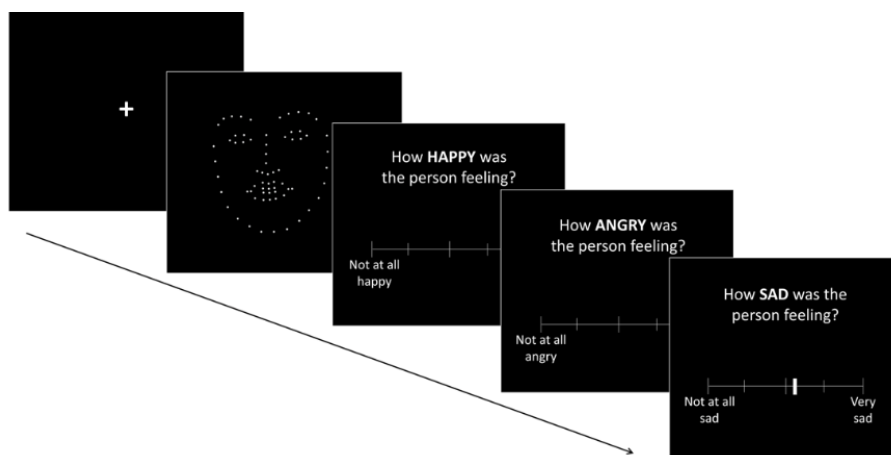 How HAPPY was
the person feeling?
Not at all
happy
How ANGRY was
the person feeling?
Not at all
angry
How SAD was the
person feeling?
Not at all
sad
Very
sad